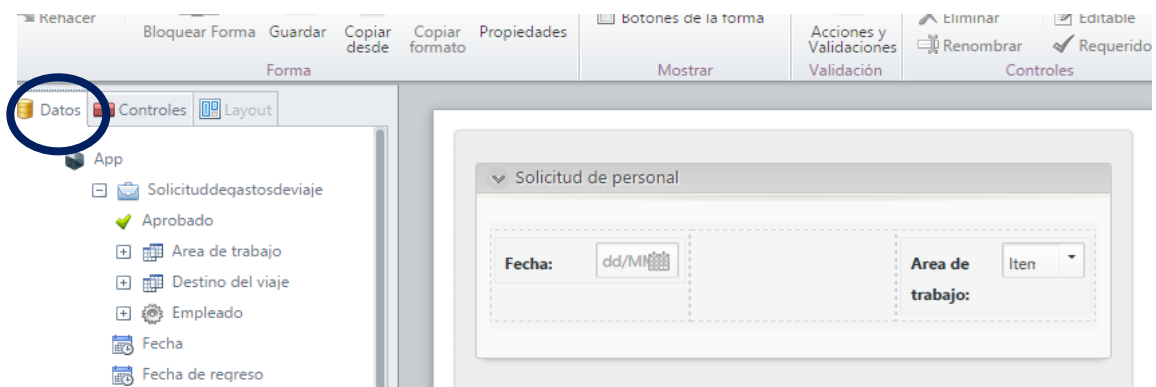 Rehacer
Bloquear Forma
Guardar
Copiar
desde
Copiar
formato
Propiedades
Forma
Botones de la forma
Mostrar
Acciones y
Validaciones
Validación
Eliminar
Editable
Renombrar
Requerido
Controles
Datos
Controles
Layout
App
Solicituddegastosdeviaje
Aprobado
Area de trabajo
Destino del viaje
Empleado
Fecha
Fecha de regreso
Solicitud de personal
Fecha:
dd/MM
Area de
trabajo:
Iten